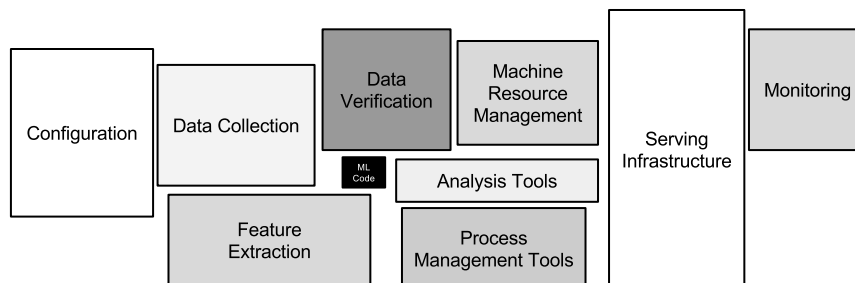 Configuration
Data Collection
Data
Verification
Machine
Resource
Management
Serving
Infrastructure
Monitoring
ML
Code
Analysis Tools
Feature
Extraction
Process
Management Tools